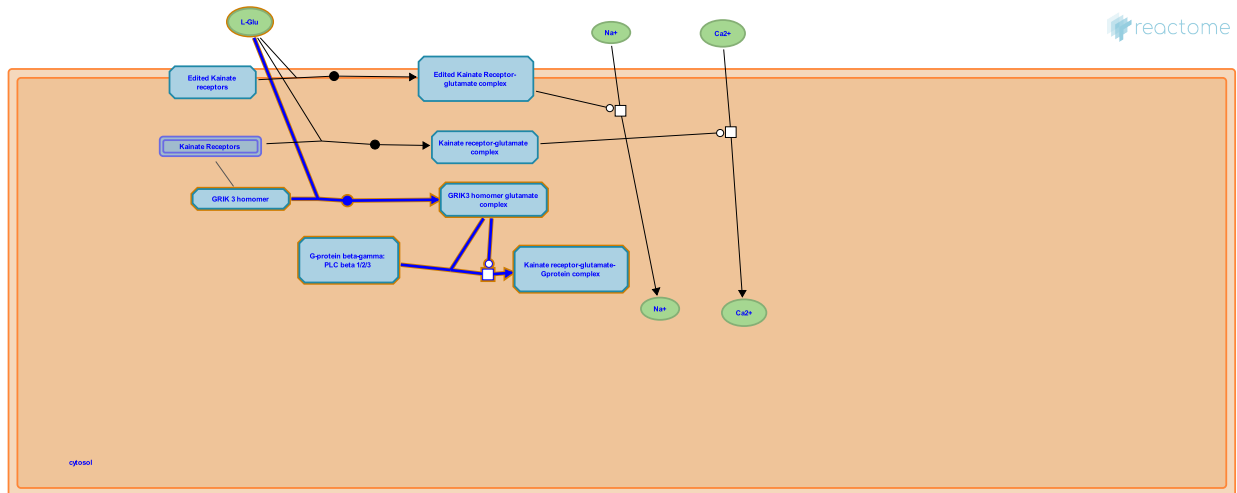 L-Glu
Na+
Ca2+
reactome
Edited Kainate
receptors
Edited Kainate Receptor-
glutamate complex
Kainate Receptors
Kainate receptor-glutamate
complex
GRIK 3 homomer
GRIK3 homomer glutamate
complex
G-protein beta-gamma:
PLC beta 1/2/3
Kainate receptor-glutamate-
Gprotein complex
Na+
Ca2+
cytosol